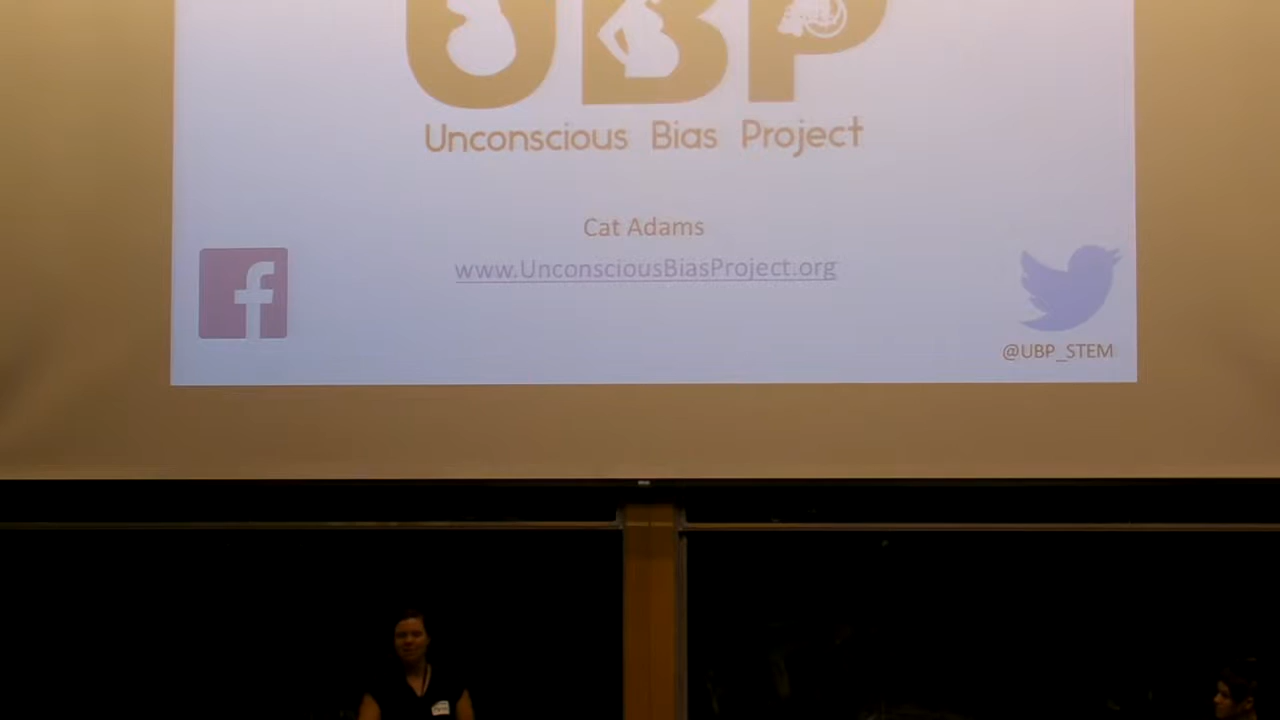 UBP
Unconscious Bias Project
Cat Adams
www.UnconsciousBiasProject.org
@UBP_STEM